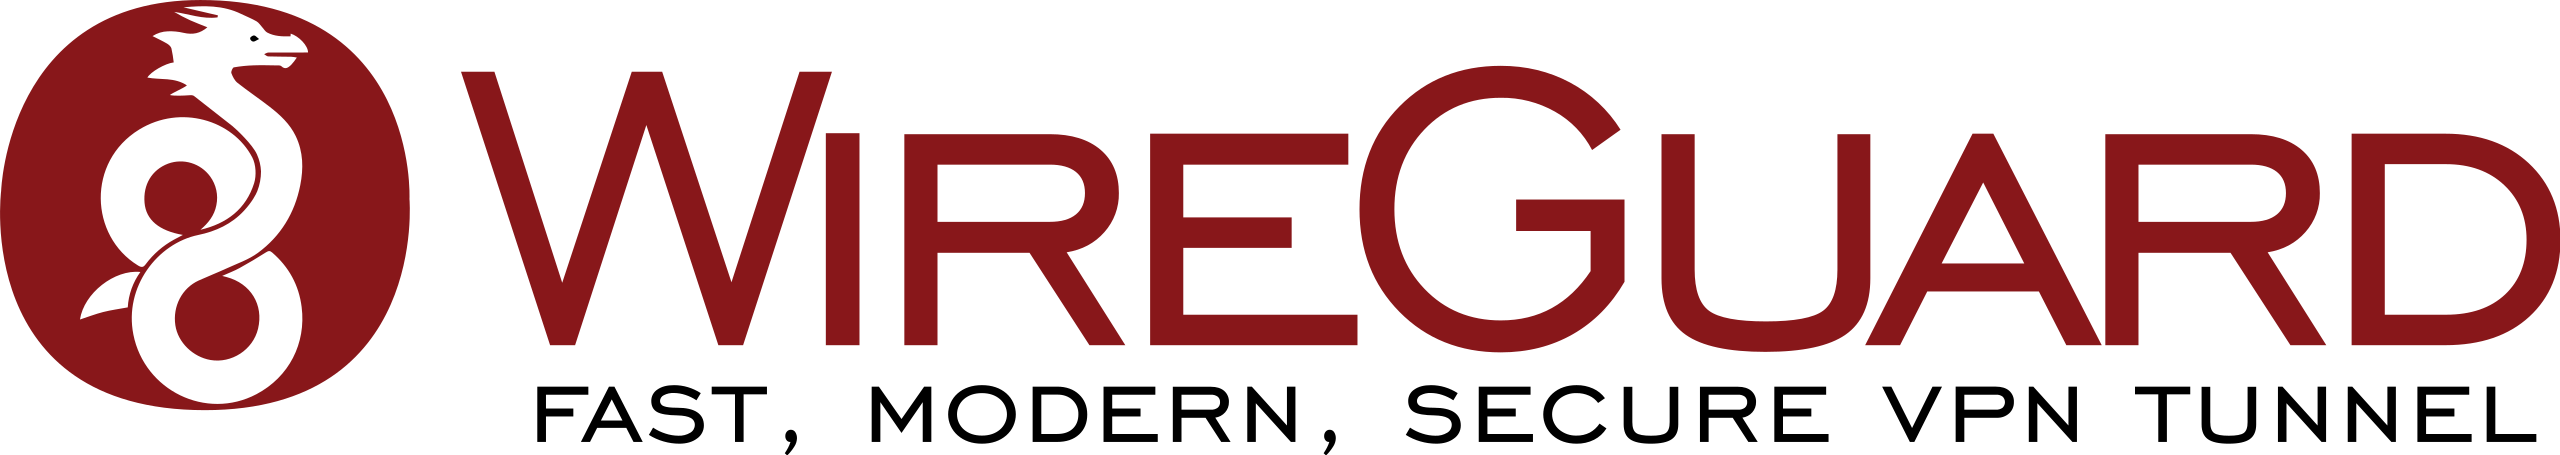 WIREGUARD
FAST, MODERN, SECURE VPN TUNNEL